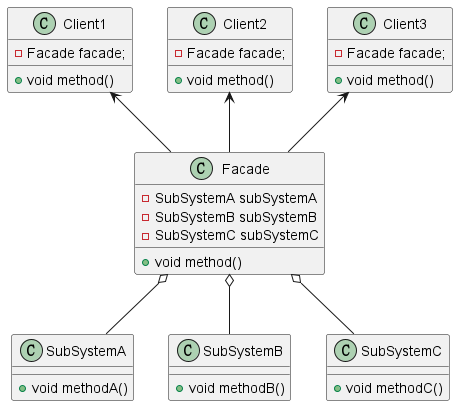 C Client1
Facade facade;
void method()
C Client2
Facade facade;
void method()
C Client3
Facade facade;
void method()
C Facade
SubSystemA subSystemA
SubSystemB subSystemB
SubSystemC subSystemC
void method()
C SubSystemA
void methodA()
C SubSystemB
void methodB()
C SubSystemC
void methodC()